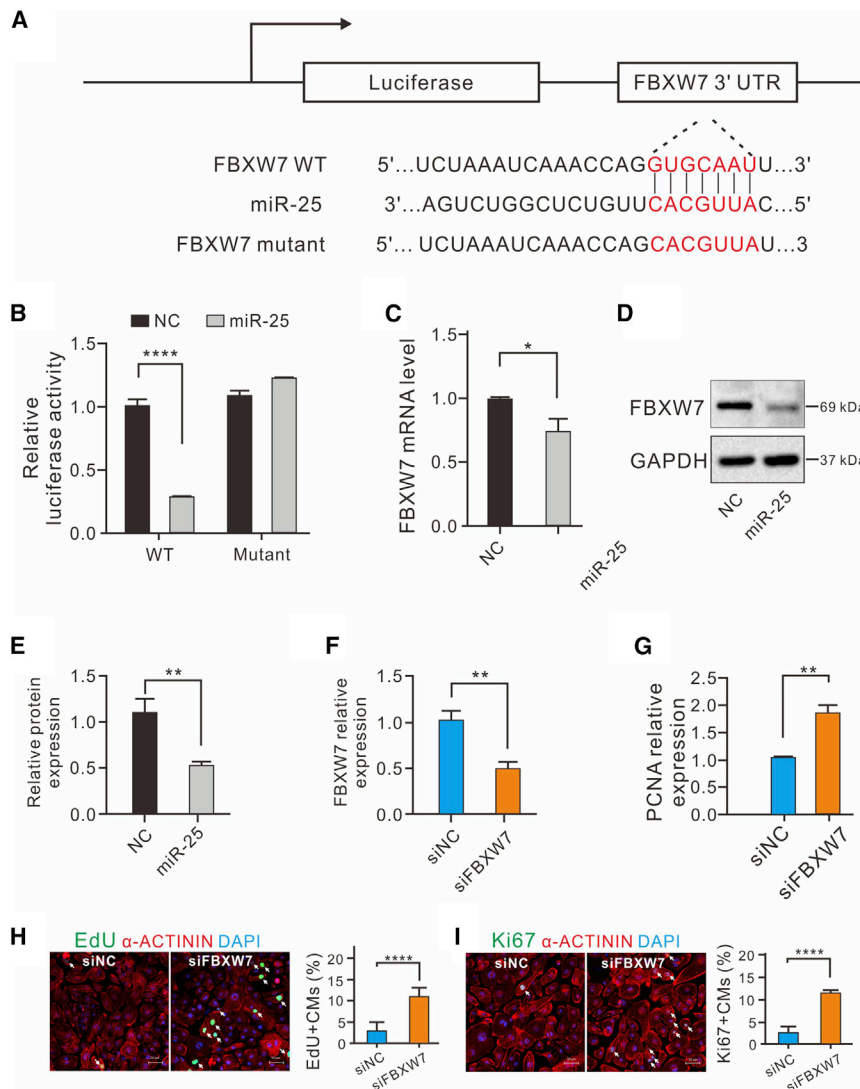 A
Luciferase
FBXW7 3' UTR
FBXW7 WT 5'...UCUAAAUCAAACCAGGUGCAAUU...3'
miR-25 3'...AGUCUGGCUCUGUUCACGUUAC...5'
FBXW7 mutant 5'... UCUAAAUCAAACCAGCACGUUAU...3
B
NC miR-25
Relative
luciferase activity
1.5
1.0
0.5
0.0
****
WT Mutant
C
FBXW7 mRNA level
1.5
1.0
0.5
0.0
*
NC
miR-25
D
FBXW7 69 kDa
GAPDH 37 kDa
NC
miR-25
E
Relative protein
expression
1.5
1.0
0.5
0.0
**
NC
miR-25
F
FBXW7 relative
expression
1.5
1.0
0.5
0.0
**
siNC
siFBXW7
G
PCNA relative
expression
2.5
2.0
1.5
1.0
0.5
0.0
**
siNC
siFBXW7
H
EdU α-ACTININ DAPI
siNC siFBXW7
EdU+CMs (%)
20
15
10
5
0
****
siNC
siFBXW7
I
Ki67 α-ACTININ DAPI
siNC siFBXW7
Ki67+CMs (%)
20
15
10
5
0
****
siNC
siFBXW7